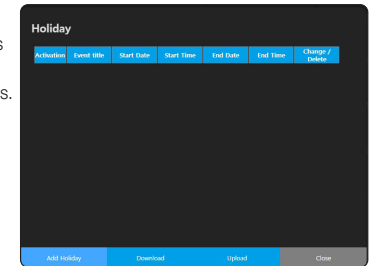 Holiday
s
Activation Event title Start Date Start Time End Date End Time Change / Delete
s.
Add Holiday Download Upload Close